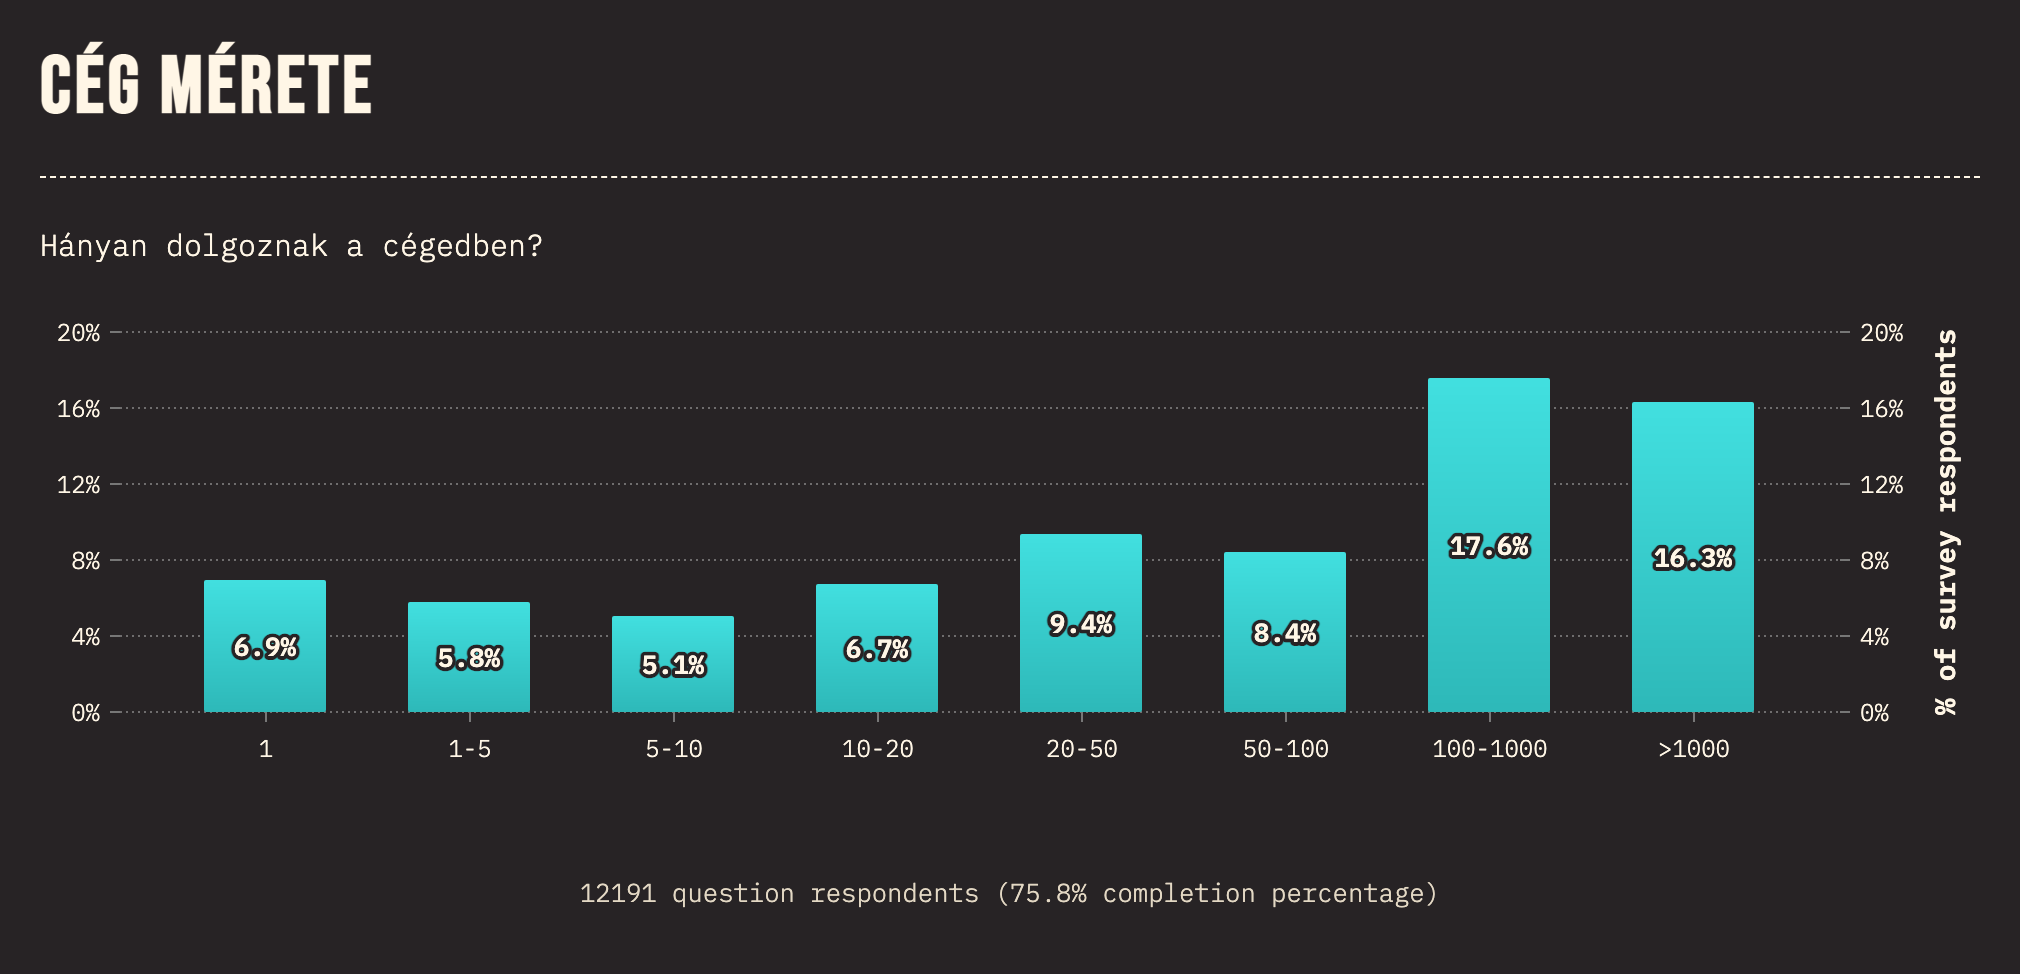 CÉG MÉRETE
Hányan dolgoznak a cégedben?
20% 20%
16% 16%
12% 12%
8% 8%
4% 4%
0% 0%
% of survey respondents
6.9% 5.8% 5.1% 6.7% 9.4% 8.4% 17.6% 16.3%
1 1-5 5-10 10-20 20-50 50-100 100-1000 >1000
12191 question respondents (75.8% completion percentage)